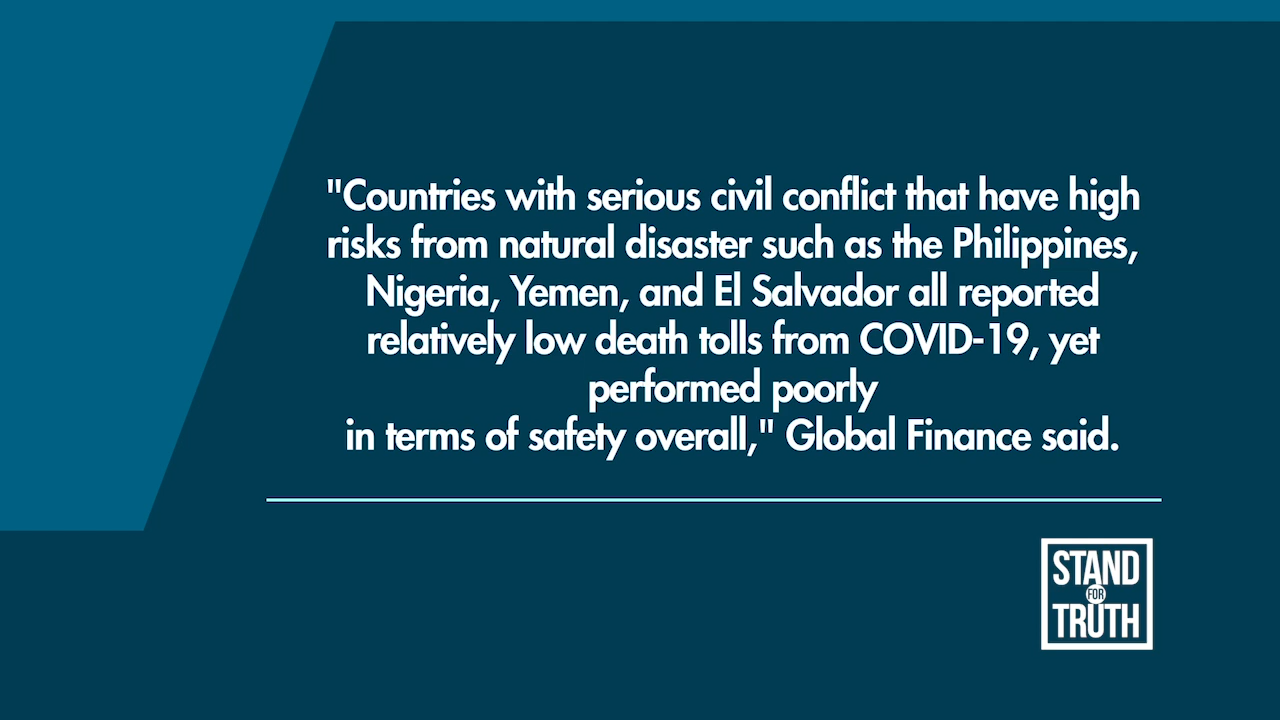 "Countries with serious civil conflict that have high
risks from natural disaster such as the Philippines,
Nigeria, Yemen, and El Salvador all reported
relatively low death tolls from COVID-19, yet
performed poorly
in terms of safety overall," Global Finance said.
STAND
FOR
TRUTH